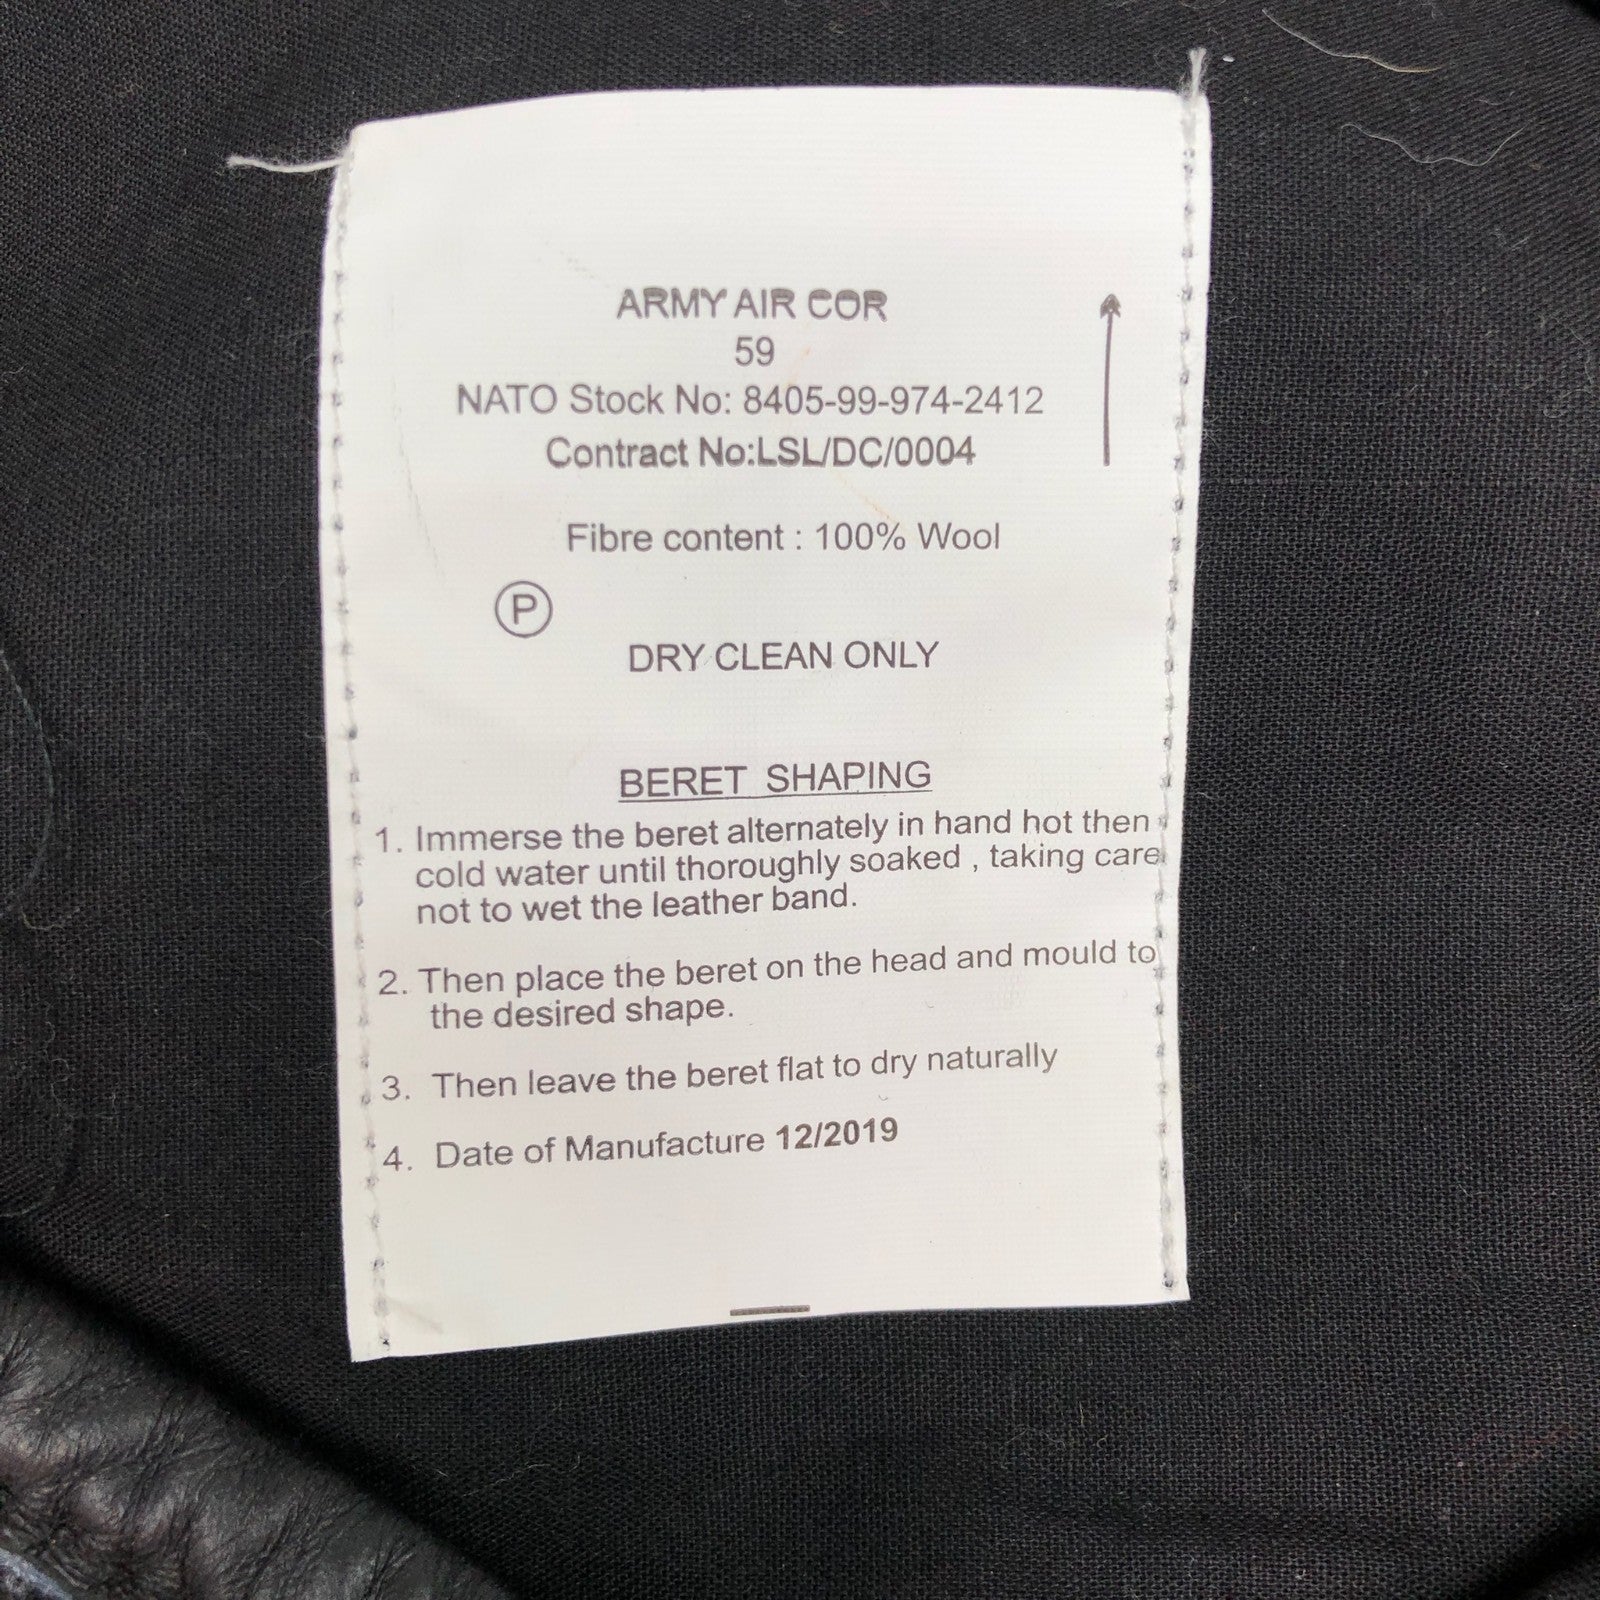 ARMY AIR COR
59
NATO Stock No: 8405-99-974-2412
Contract No:LSL/DC/0004
Fibre content : 100% Wool
P
DRY CLEAN ONLY
BERET SHAPING
1. Immerse the beret alternately in hand hot then
cold water until thoroughly soaked , taking care
not to wet the leather band.
2. Then place the beret on the head and mould to
the desired shape.
3. Then leave the beret flat to dry naturally
4. Date of Manufacture 12/2019